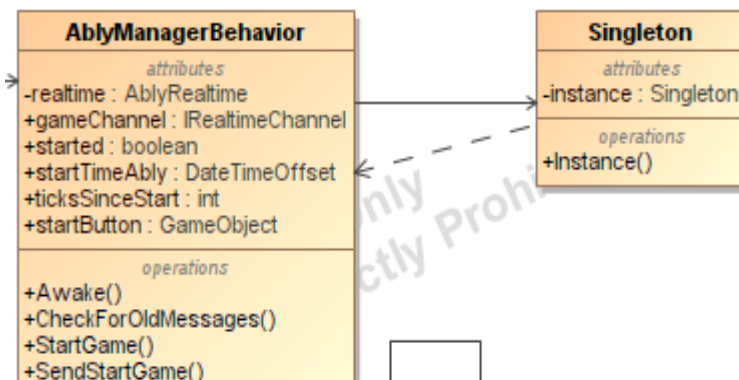 AblyManagerBehavior
attributes
-realtime : AblyRealtime
+gameChannel : IRealtimeChannel
+started : boolean
+startTimeAbly : DateTimeOffset
+ticksSinceStart : int
+startButton : GameObject
operations
+Awake()
+CheckForOldMessages()
+StartGame()
+SendStartGame()
Singleton
attributes
-instance : Singleton
operations
+Instance()